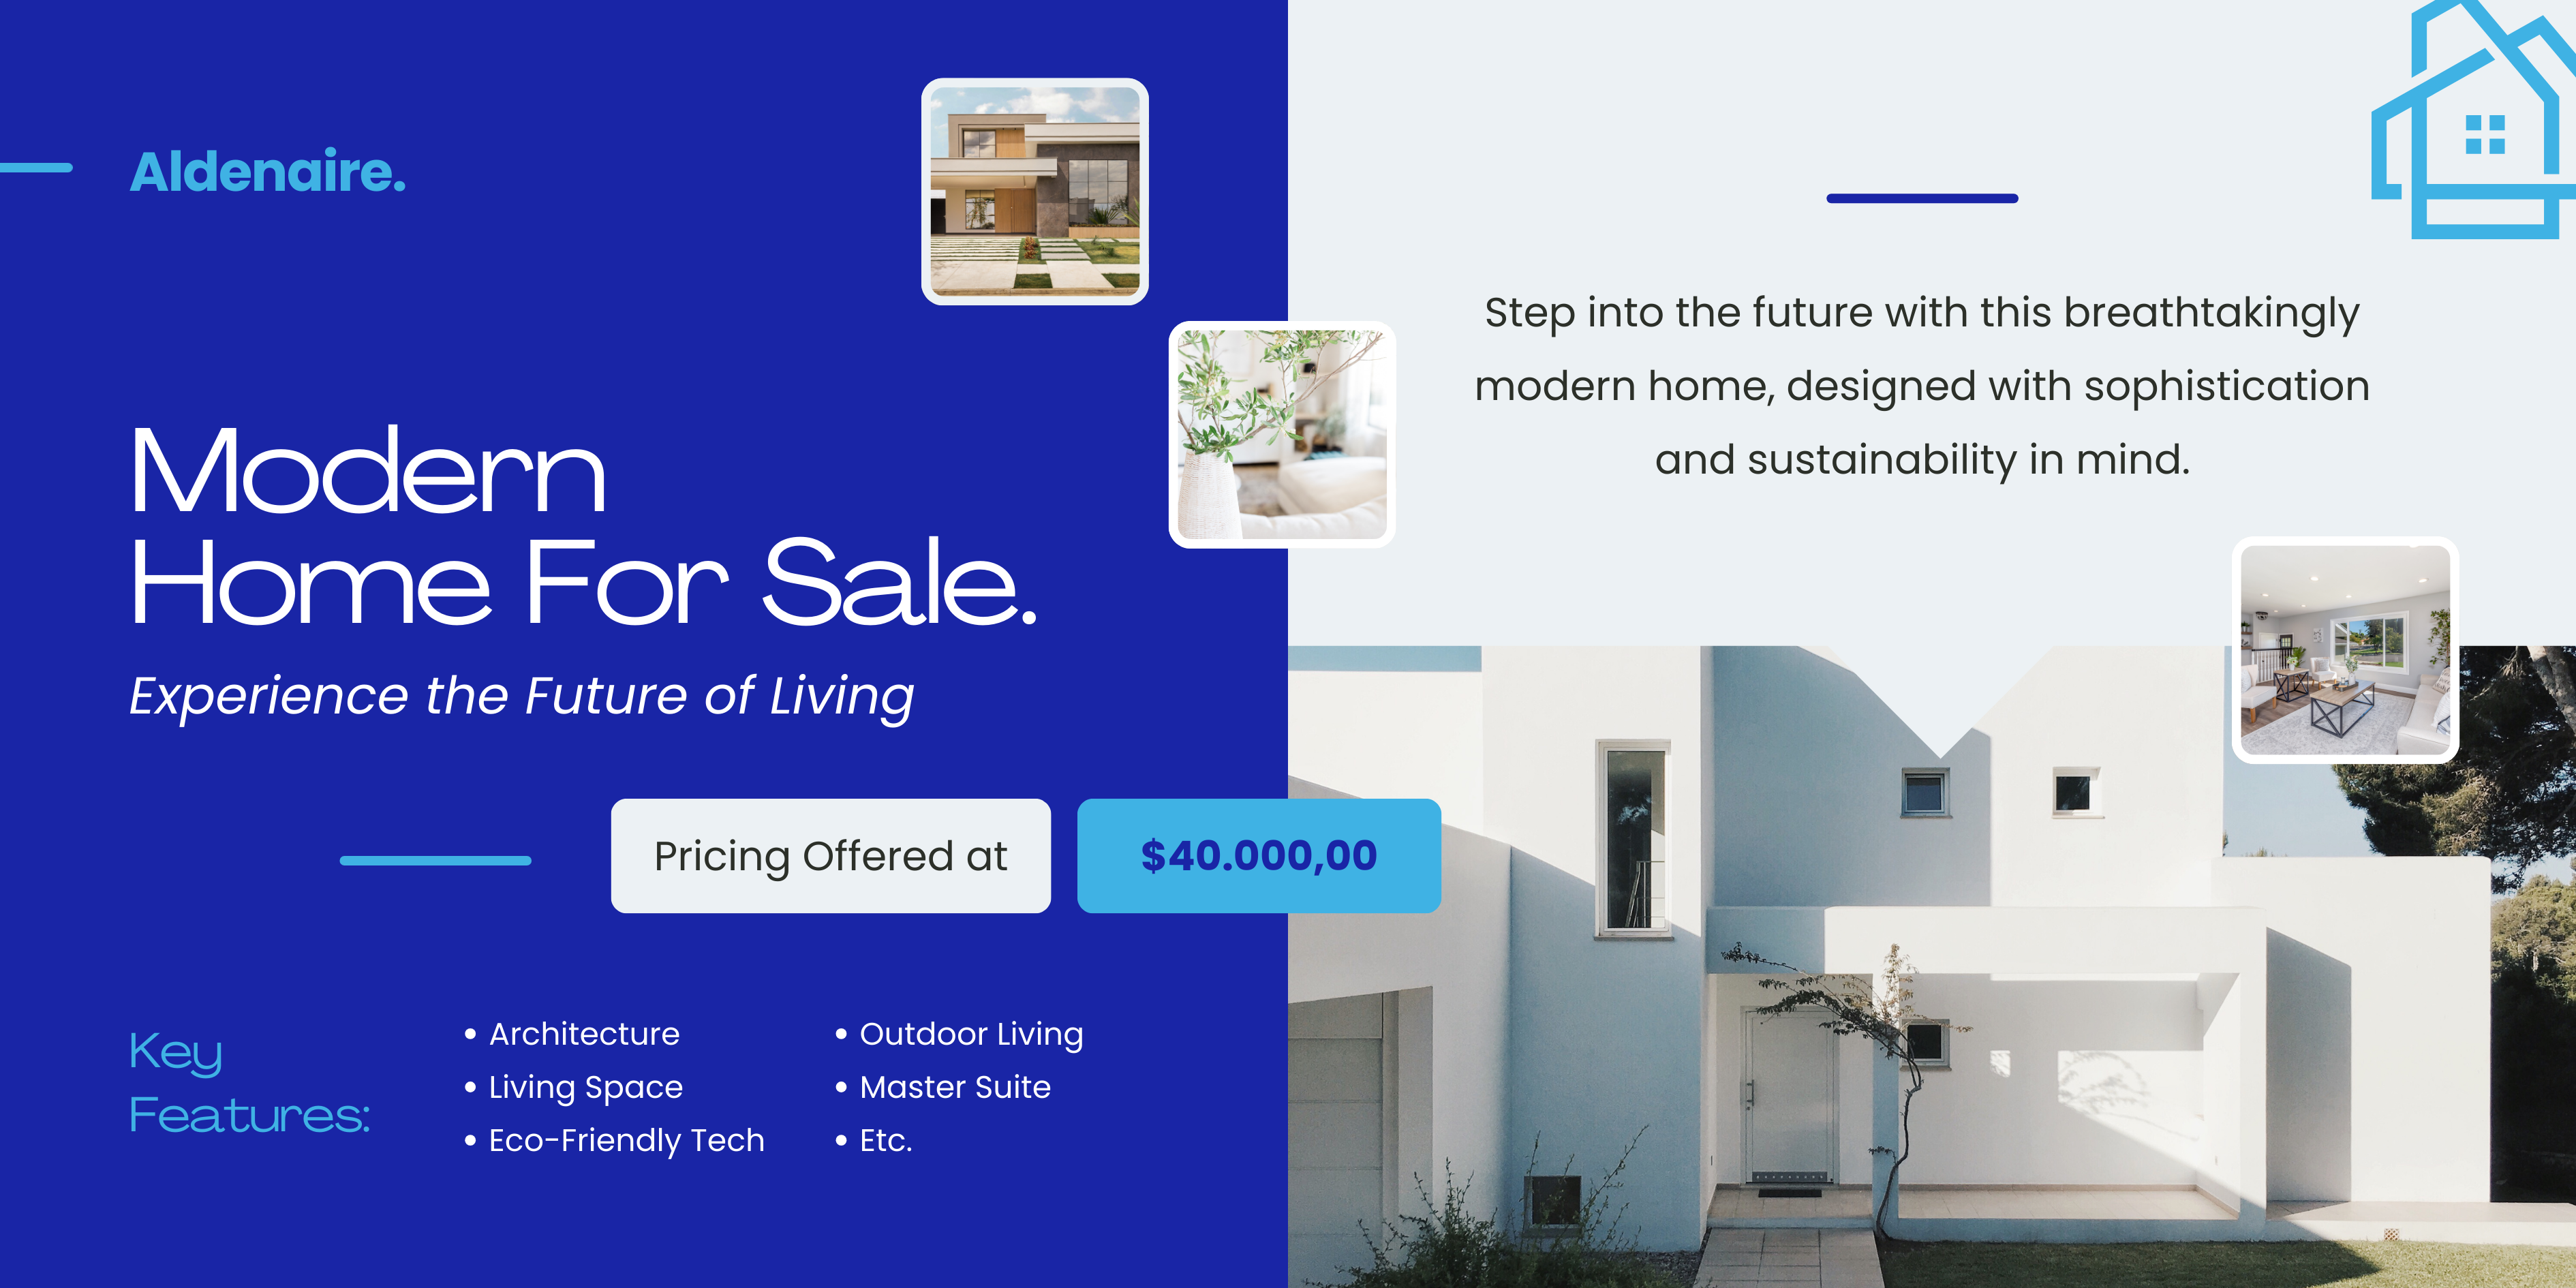 Aldenaire.
Modern
Home For Sale.
Experience the Future of Living
Pricing Offered at
$40.000,00
Key
Features:
• Architecture
• Living Space
• Eco-Friendly Tech
• Outdoor Living
• Master Suite
• Etc.
Step into the future with this breathtakingly
modern home, designed with sophistication
and sustainability in mind.